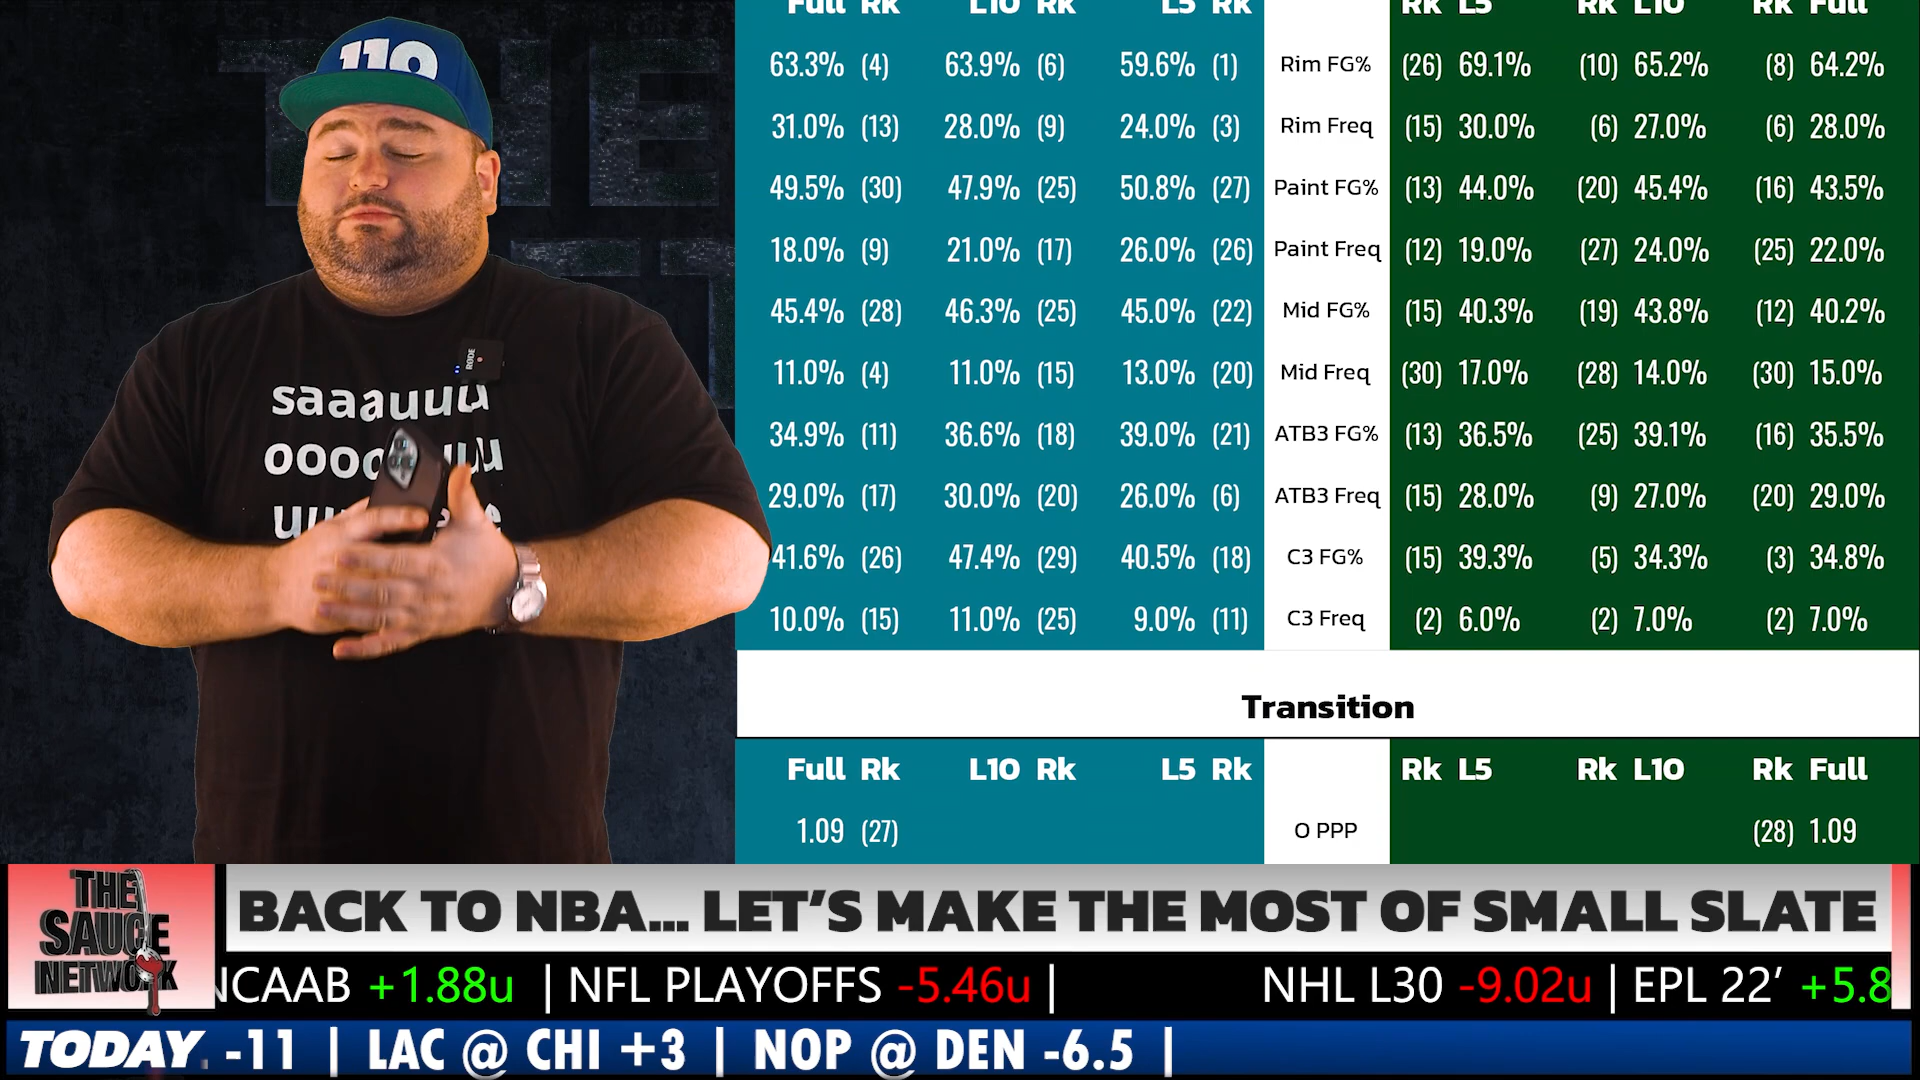 Full Rk L10 Rk L5 Rk Rk L5 Rk L10 Rk Full
63.3% (4) 63.9% (6) 59.6% (1) Rim FG% (26) 69.1% (10) 65.2% (8) 64.2%
31.0% (13) 28.0% (9) 24.0% (3) Rim Freq (15) 30.0% (6) 27.0% (6) 28.0%
49.5% (30) 47.9% (25) 50.8% (27) Paint FG% (13) 44.0% (20) 45.4% (16) 43.5%
18.0% (9) 21.0% (17) 26.0% (26) Paint Freq (12) 19.0% (27) 24.0% (25) 22.0%
45.4% (28) 46.3% (25) 45.0% (22) Mid FG% (15) 40.3% (19) 43.8% (12) 40.2%
11.0% (4) 11.0% (15) 13.0% (20) Mid Freq (30) 17.0% (28) 14.0% (30) 15.0%
34.9% (11) 36.6% (18) 39.0% (21) ATB3 FG% (13) 36.5% (25) 39.1% (16) 35.5%
29.0% (17) 30.0% (20) 26.0% (6) ATB3 Freq (15) 28.0% (9) 27.0% (20) 29.0%
41.6% (26) 47.4% (29) 40.5% (18) C3 FG% (15) 39.3% (5) 34.3% (3) 34.8%
10.0% (15) 11.0% (25) 9.0% (11) C3 Freq (2) 6.0% (2) 7.0% (2) 7.0%
Transition
Full Rk L10 Rk L5 Rk Rk L5 Rk L10 Rk Full
1.09 (27) O PPP (28) 1.09
110
RØDE
saaauuu
THE
SAUCE
NETWORK
BACK TO NBA... LET'S MAKE THE MOST OF SMALL SLATE
NCAAB +1.88u | NFL PLAYOFFS -5.46u | NHL L30 -9.02u | EPL 22' +5.8
TODAY -11 | LAC @ CHI +3 | NOP @ DEN -6.5 |